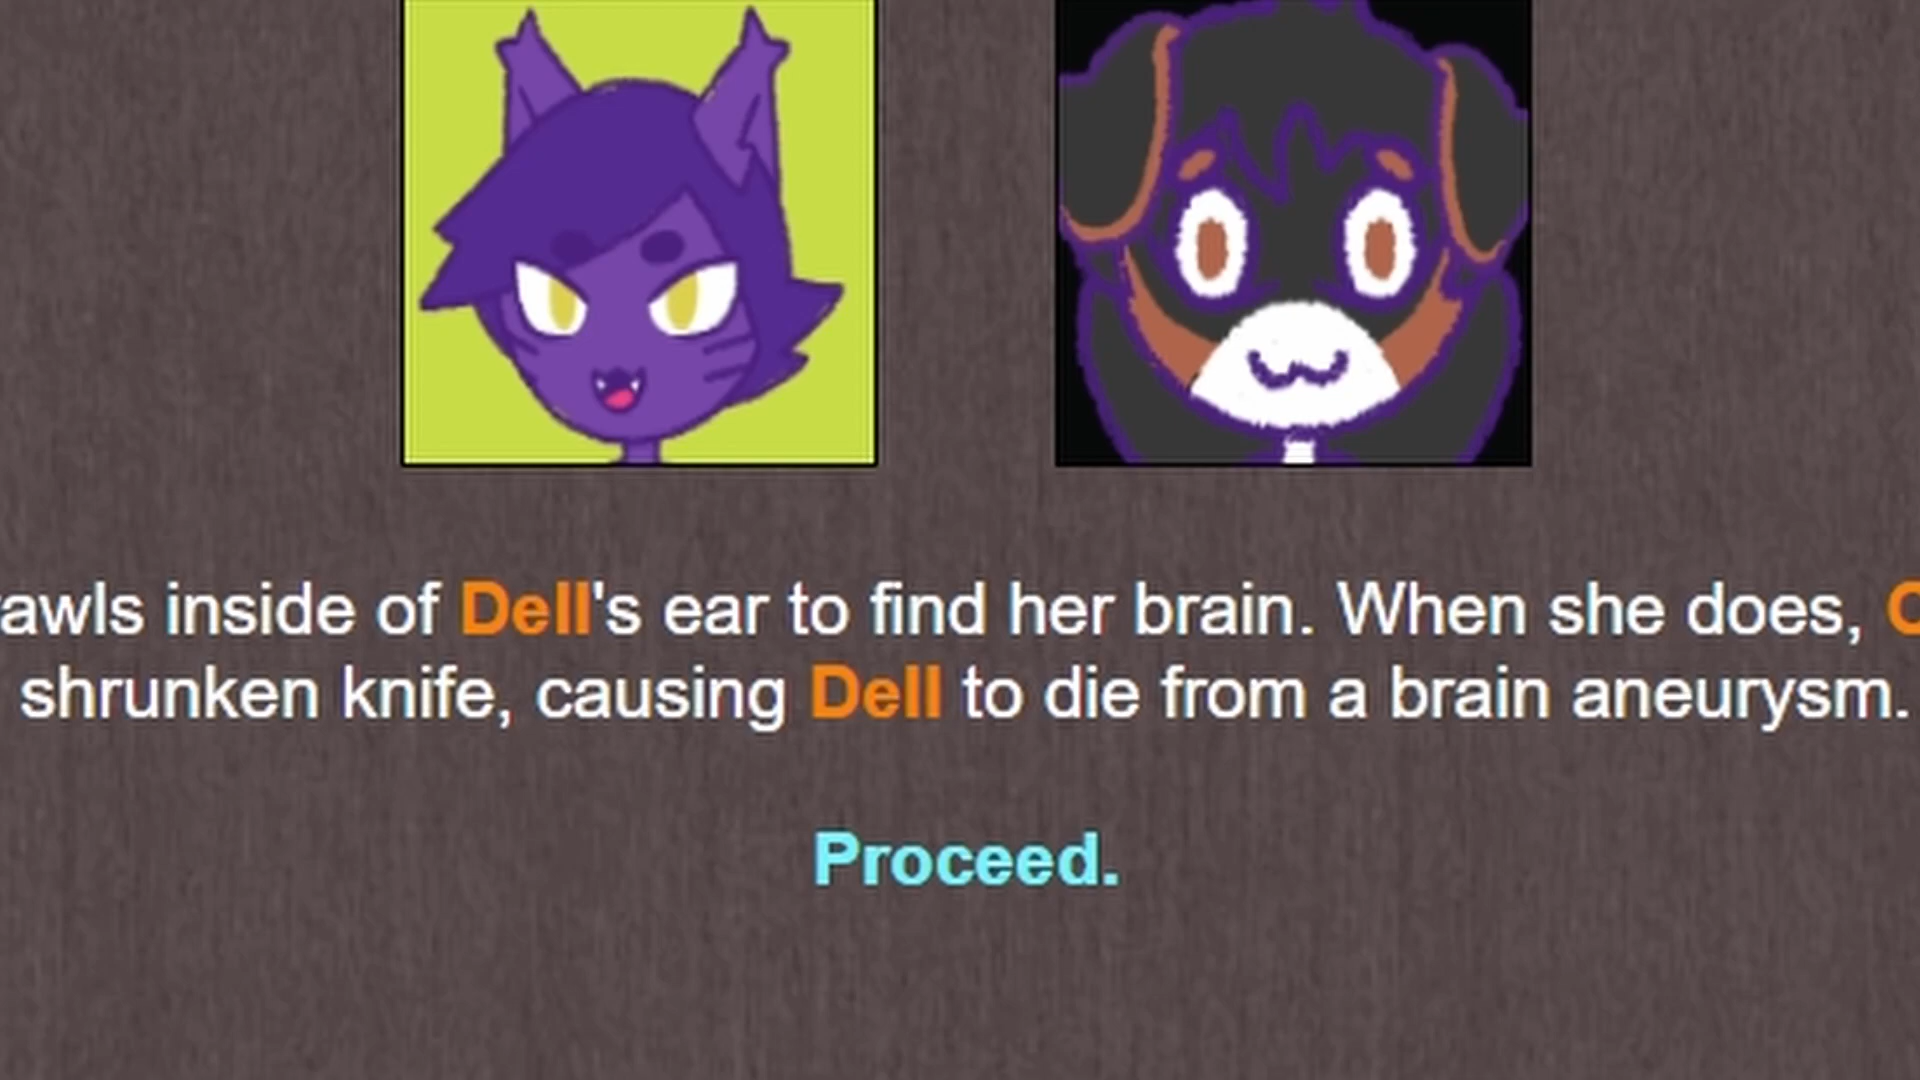 inside of Dell's ear to find her brain. When she does,
shrunken knife, causing Dell to die from a brain aneurysm.
Proceed.